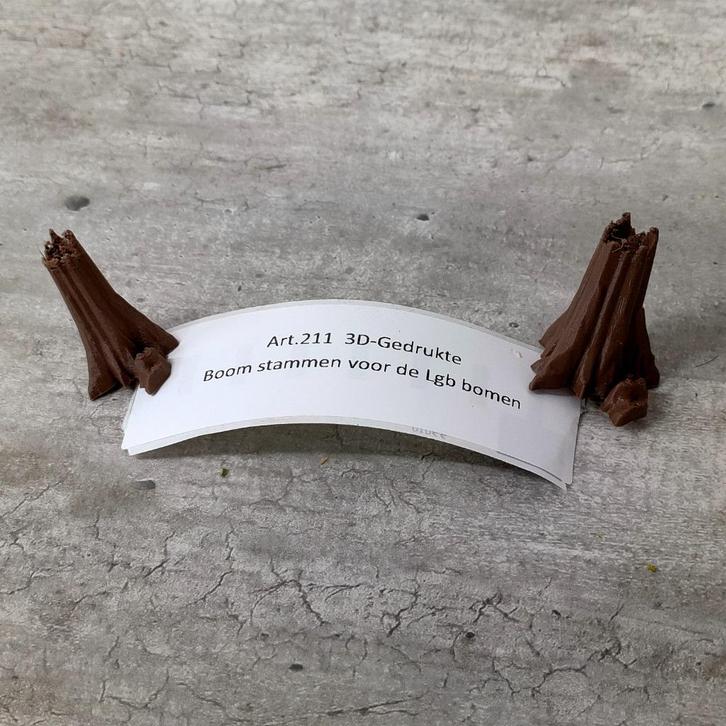 Art.211 3D-Gedrukte
Boom stammen voor de Lgb bomen